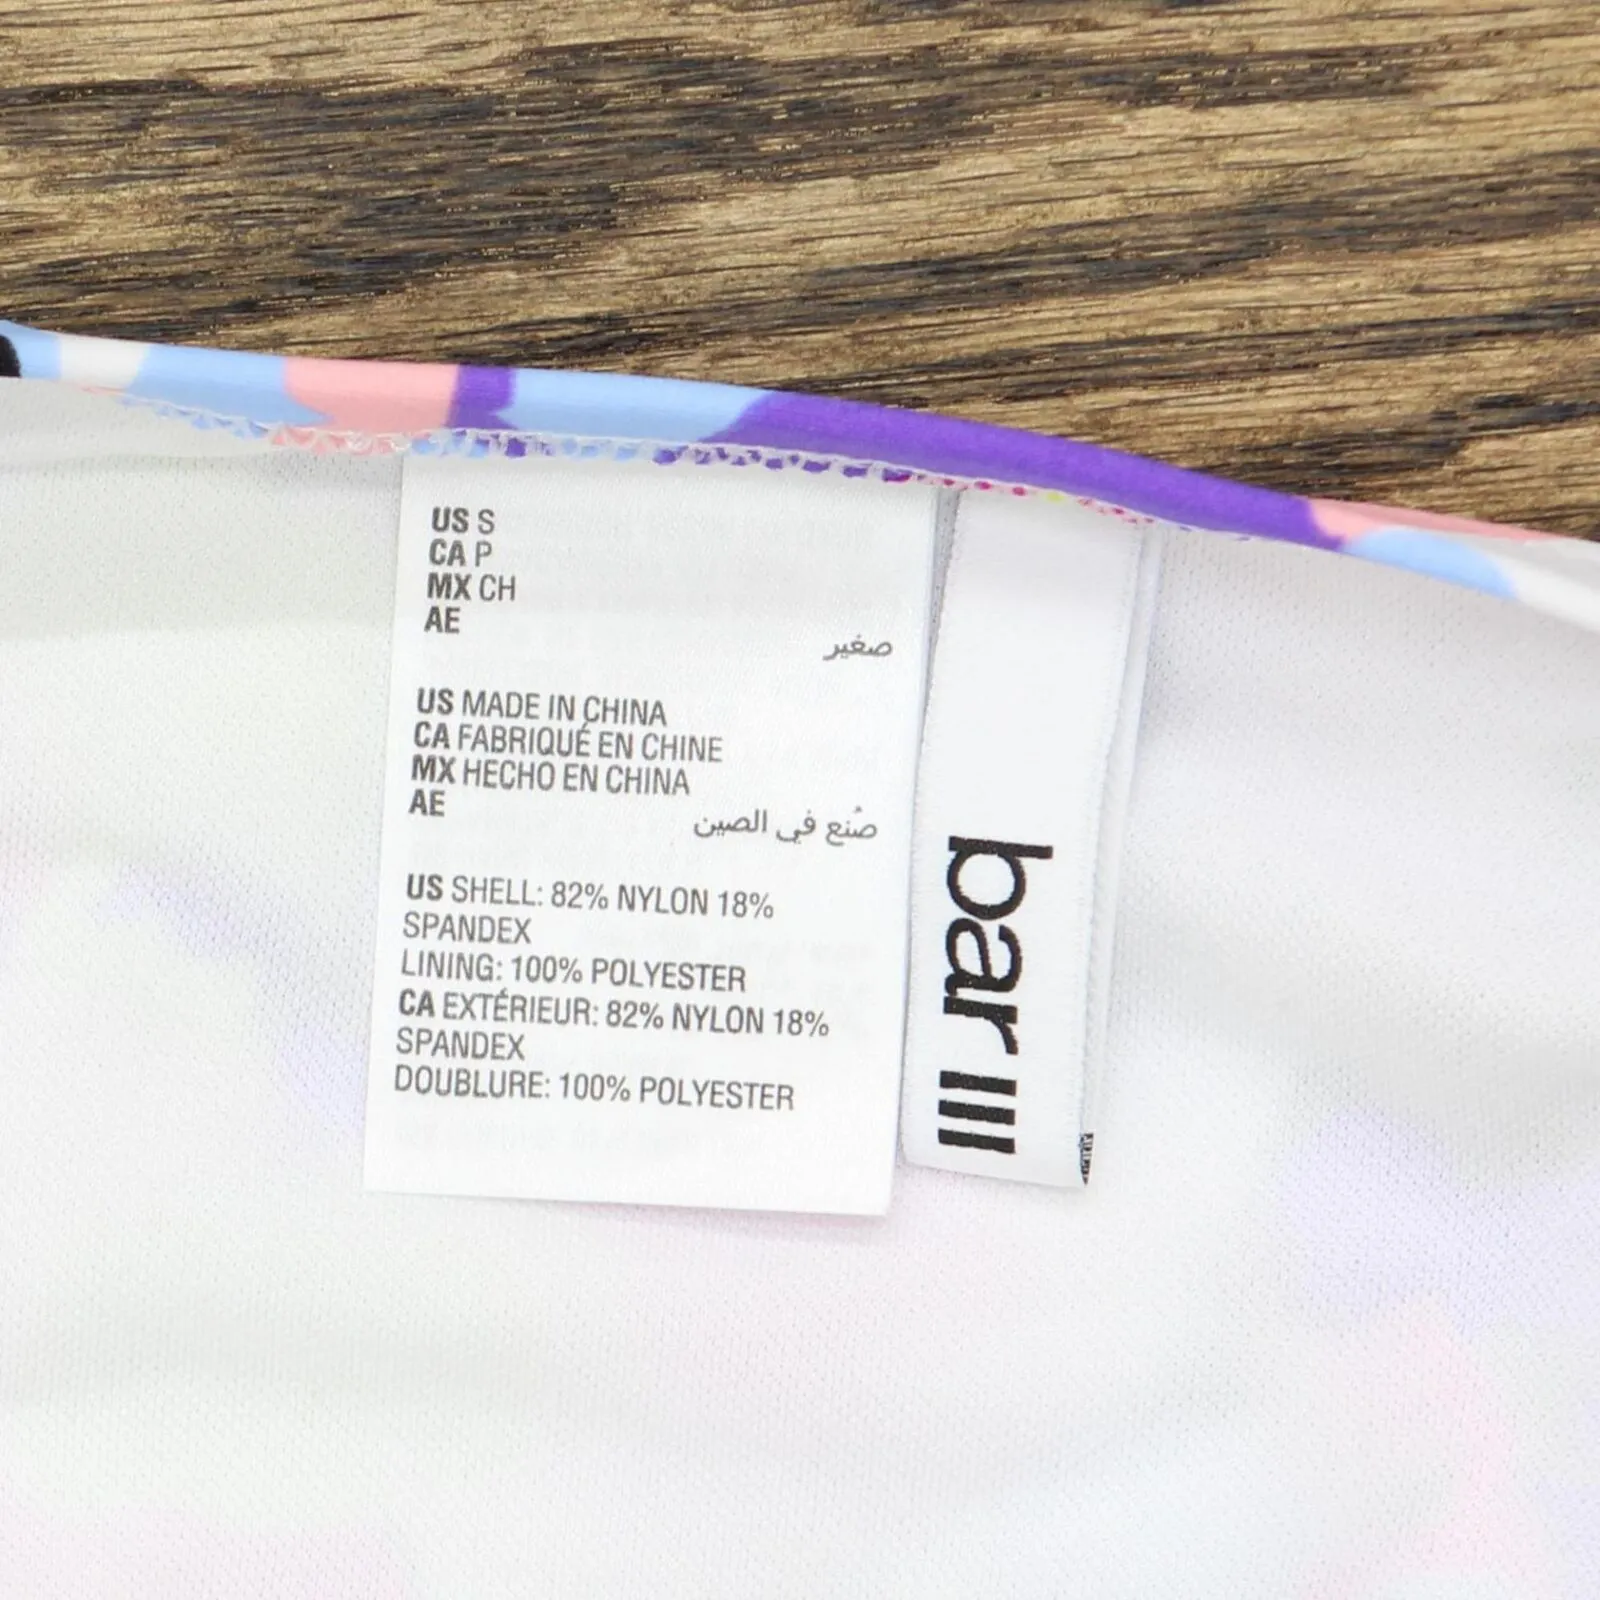 US S
CA P
MX CH
AE
صغير
US MADE IN CHINA
CA FABRIQUÉ EN CHINE
MX HECHO EN CHINA
AE
صُنع في الصين
US SHELL: 82% NYLON 18%
SPANDEX
LINING: 100% POLYESTER
CA EXTÉRIEUR: 82% NYLON 18%
SPANDEX
DOUBLURE: 100% POLYESTER
bar III